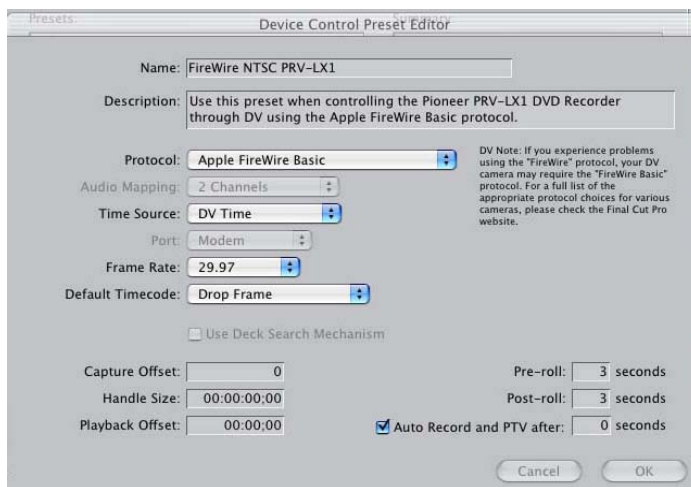 Presets:
Summary
Device Control Preset Editor
Name: FireWire NTSC PRV-LX1
Description: Use this preset when controlling the Pioneer PRV-LX1 DVD Recorder
through DV using the Apple FireWire Basic protocol.
Protocol: Apple FireWire Basic
Audio Mapping: 2 Channels
Time Source: DV Time
Port: Modem
Frame Rate: 29.97
Default Timecode: Drop Frame
DV Note: If you experience problems
using the "FireWire" protocol, your DV
camera may require the "FireWire Basic"
protocol. For a full list of the
appropriate protocol choices for various
cameras, please check the Final Cut Pro
website.
Use Deck Search Mechanism
Capture Offset: 0
Handle Size: 00:00:00;00
Playback Offset: 00:00;00
Pre-roll: 3 seconds
Post-roll: 3 seconds
Auto Record and PTV after: 0 seconds
Cancel
OK